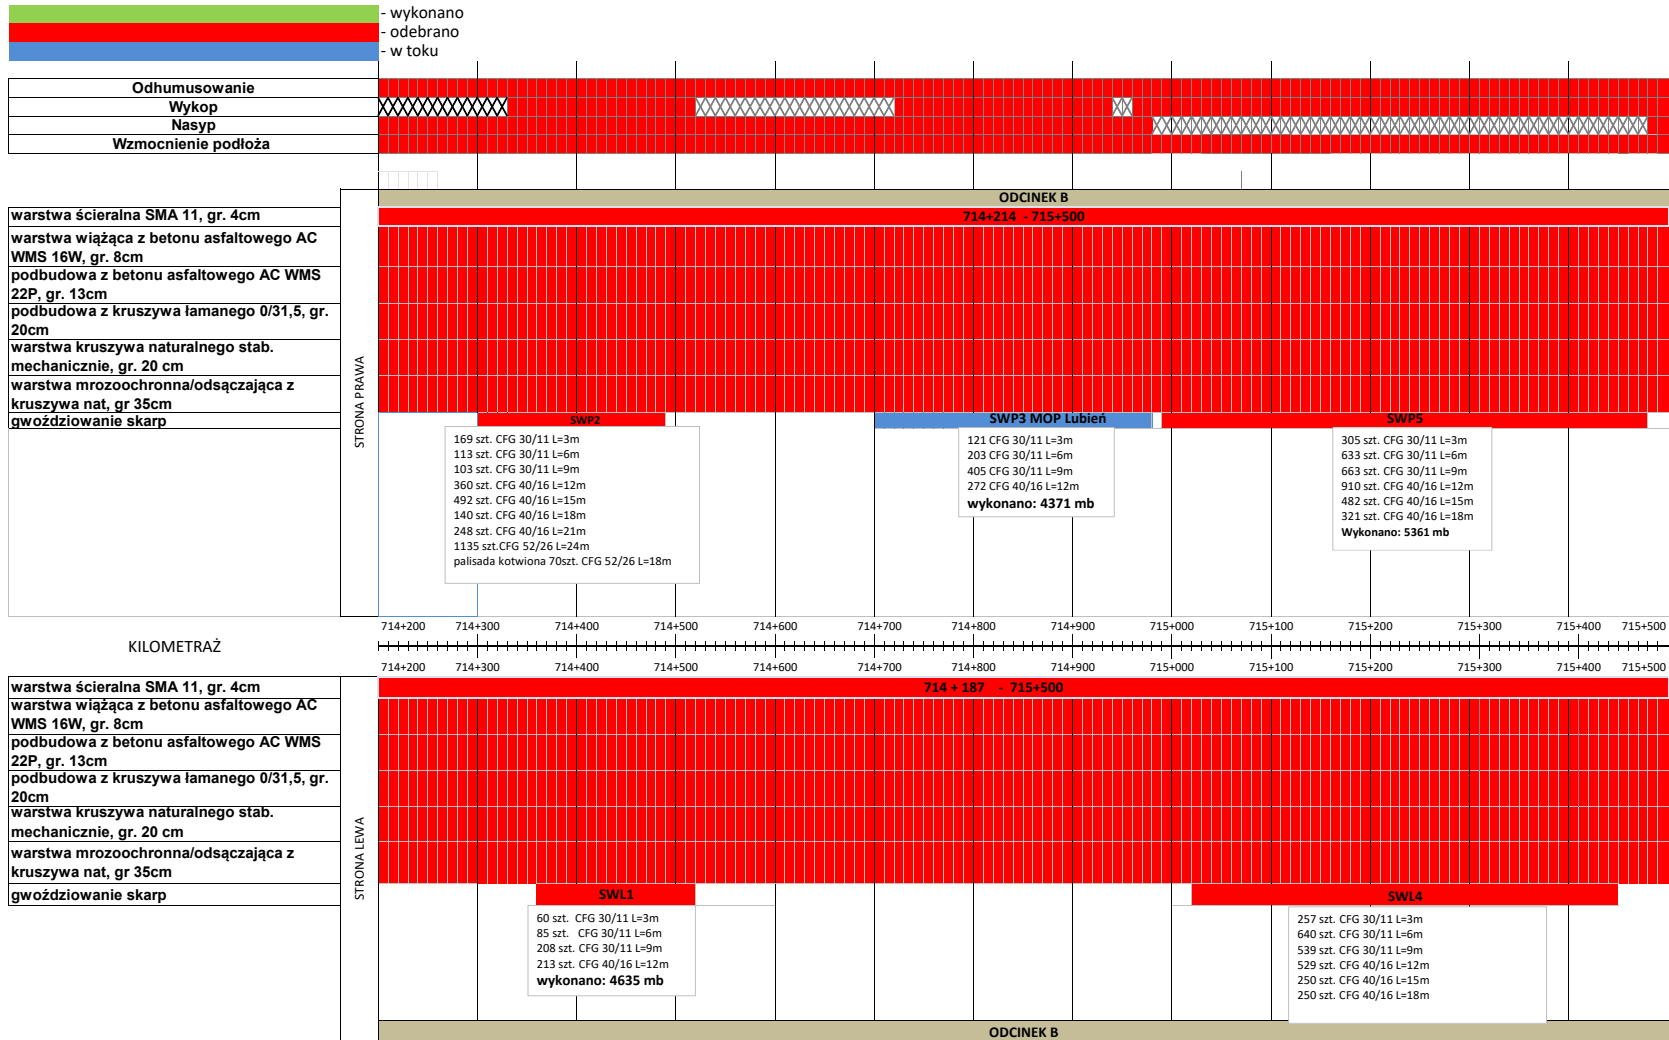 - wykonano
- odebrano
- w toku
Odhumusowanie
Wykop
Nasyp
Wzmocnienie podłoża
ODCINEK B
STRONA PRAWA
warstwa ścieralna SMA 11, gr. 4cm
714+214 - 715+500
warstwa wiążąca z betonu asfaltowego AC
WMS 16W, gr. 8cm
podbudowa z betonu asfaltowego AC WMS
22P, gr. 13cm
podbudowa z kruszywa łamanego 0/31,5, gr.
20cm
warstwa kruszywa naturalnego stab.
mechanicznie, gr. 20 cm
warstwa mrozoochronna/odsączająca z
kruszywa nat, gr 35cm
gwoździowanie skarp
SWP2
169 szt. CFG 30/11 L=3m
113 szt. CFG 30/11 L=6m
103 szt. CFG 30/11 L=9m
360 szt. CFG 40/16 L=12m
492 szt. CFG 40/16 L=15m
140 szt. CFG 40/16 L=18m
248 szt. CFG 40/16 L=21m
1135 szt.CFG 52/26 L=24m
palisada kotwiona 70szt. CFG 52/26 L=18m
SWP3 MOP Lubień
121 CFG 30/11 L=3m
203 CFG 30/11 L=6m
405 CFG 30/11 L=9m
272 CFG 40/16 L=12m
wykonano: 4371 mb
SWP5
305 szt. CFG 30/11 L=3m
633 szt. CFG 30/11 L=6m
663 szt. CFG 30/11 L=9m
910 szt. CFG 40/16 L=12m
482 szt. CFG 40/16 L=15m
321 szt. CFG 40/16 L=18m
Wykonano: 5361 mb
714+200 714+300 714+400 714+500 714+600 714+700 714+800 714+900 715+000 715+100 715+200 715+300 715+400 715+500
KILOMETRAŻ
714+200 714+300 714+400 714+500 714+600 714+700 714+800 714+900 715+000 715+100 715+200 715+300 715+400 715+500
STRONA LEWA
warstwa ścieralna SMA 11, gr. 4cm
714 + 187 - 715+500
warstwa wiążąca z betonu asfaltowego AC
WMS 16W, gr. 8cm
podbudowa z betonu asfaltowego AC WMS
22P, gr. 13cm
podbudowa z kruszywa łamanego 0/31,5, gr.
20cm
warstwa kruszywa naturalnego stab.
mechanicznie, gr. 20 cm
warstwa mrozoochronna/odsączająca z
kruszywa nat, gr 35cm
gwoździowanie skarp
SWL1
60 szt. CFG 30/11 L=3m
85 szt. CFG 30/11 L=6m
208 szt. CFG 30/11 L=9m
213 szt. CFG 40/16 L=12m
wykonano: 4635 mb
SWL4
257 szt. CFG 30/11 L=3m
640 szt. CFG 30/11 L=6m
539 szt. CFG 30/11 L=9m
529 szt. CFG 40/16 L=12m
250 szt. CFG 40/16 L=15m
250 szt. CFG 40/16 L=18m
ODCINEK B